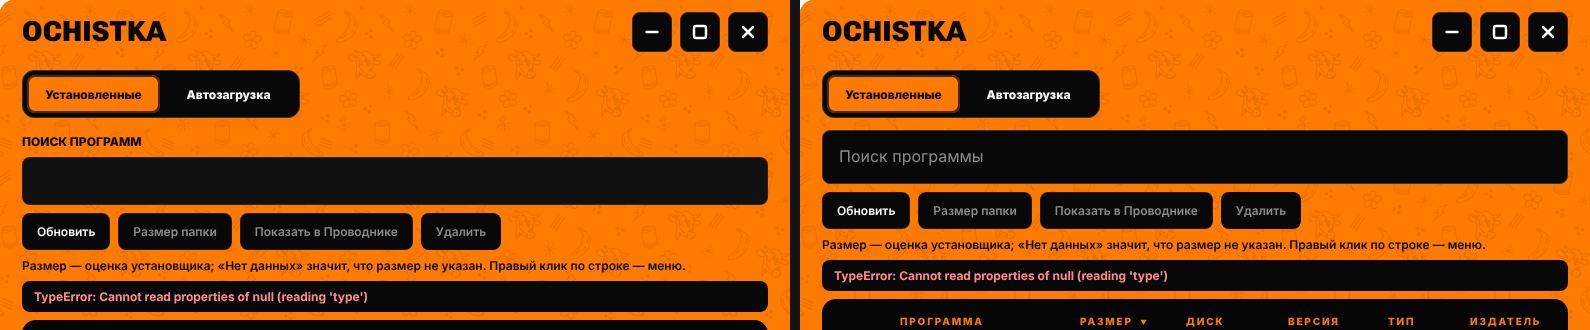 OCHISTKA
Установленные Автозагрузка
ПОИСК ПРОГРАММ
Обновить Размер папки Показать в Проводнике Удалить
Размер — оценка установщика; «Нет данных» значит, что размер не указан. Правый клик по строке — меню.
TypeError: Cannot read properties of null (reading 'type')
OCHISTKA
Установленные Автозагрузка
Поиск программы
Обновить Размер папки Показать в Проводнике Удалить
Размер — оценка установщика; «Нет данных» значит, что размер не указан. Правый клик по строке — меню.
TypeError: Cannot read properties of null (reading 'type')
ПРОГРАММА РАЗМЕР ▼ ДИСК ВЕРСИЯ ТИП ИЗДАТЕЛЬ